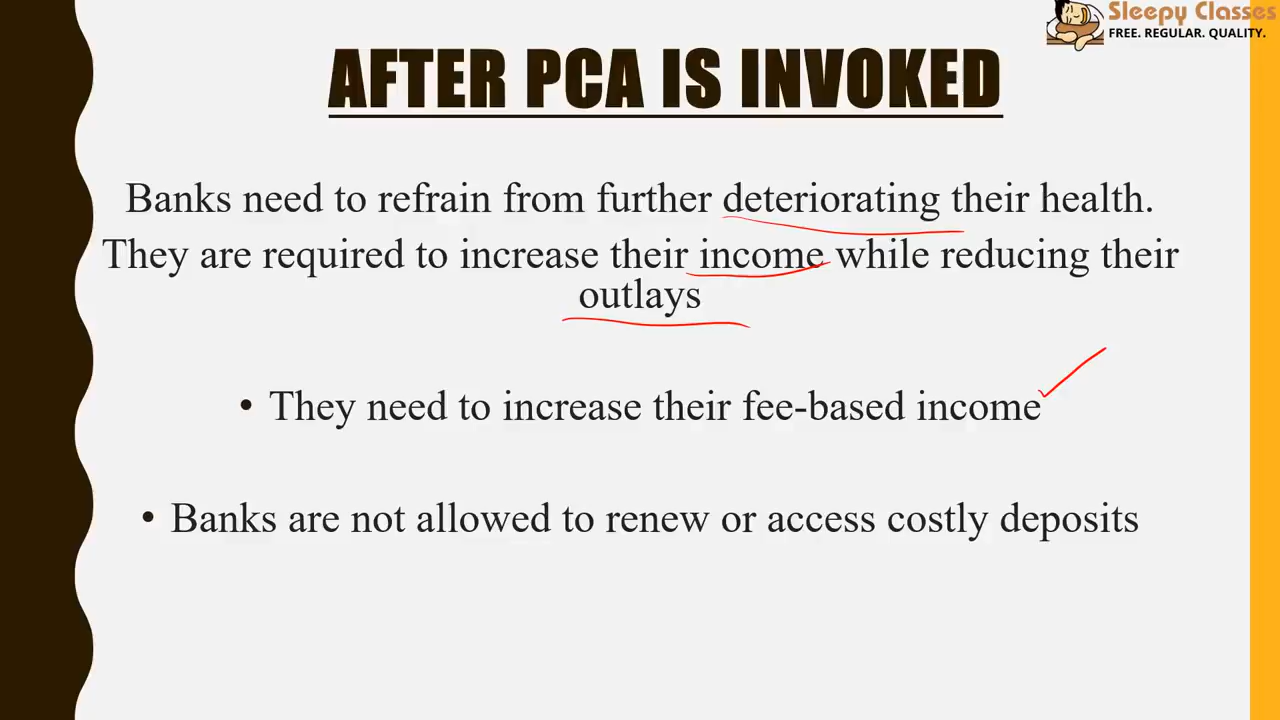 Sleepy Classes
FREE. REGULAR. QUALITY.
AFTER PCA IS INVOKED
Banks need to refrain from further deteriorating their health.
They are required to increase their income while reducing their
outlays
• They need to increase their fee-based income
• Banks are not allowed to renew or access costly deposits